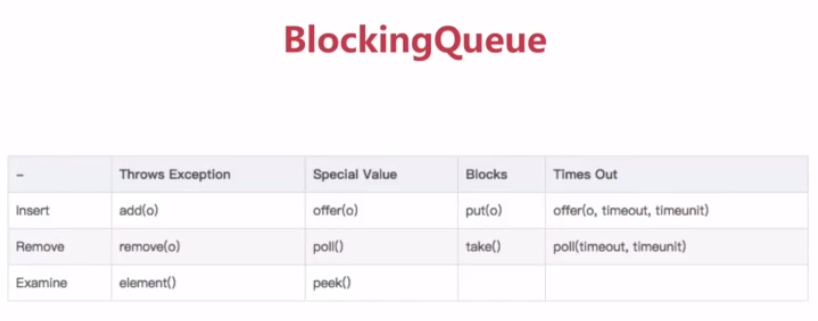 BlockingQueue
- Throws Exception Special Value Blocks Times Out
Insert add(o) offer(o) put(o) offer(o, timeout, timeunit)
Remove remove(o) poll() take() poll(timeout, timeunit)
Examine element() peek()